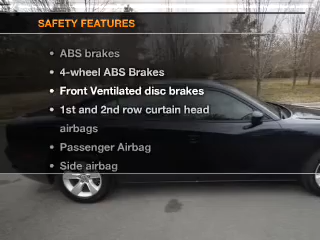 SAFETY FEATURES
• ABS brakes
• 4-wheel ABS Brakes
• Front Ventilated disc brakes
• 1st and 2nd row curtain head
airbags
• Passenger Airbag
• Side airbag